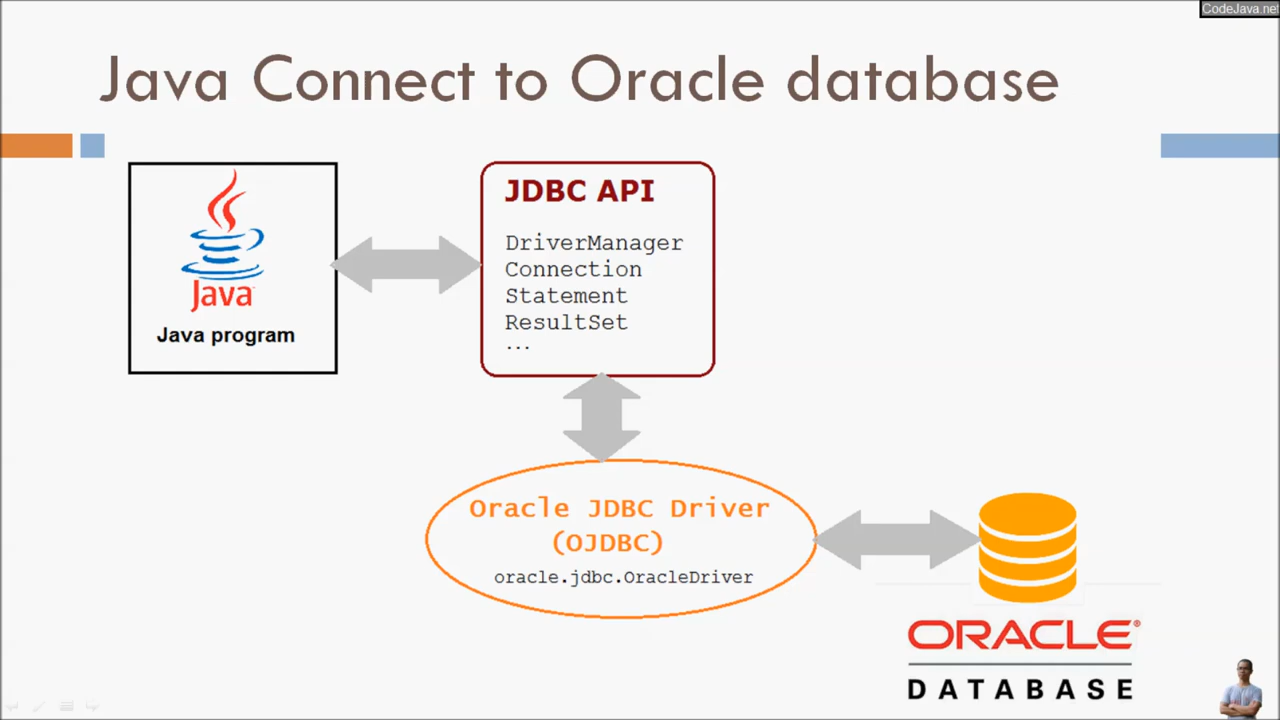 CodeJava.net
Java Connect to Oracle database
Java
Java program
JDBC API
DriverManager
Connection
Statement
ResultSet
...
Oracle JDBC Driver
(OJDBC)
oracle.jdbc.OracleDriver
ORACLE®
DATABASE